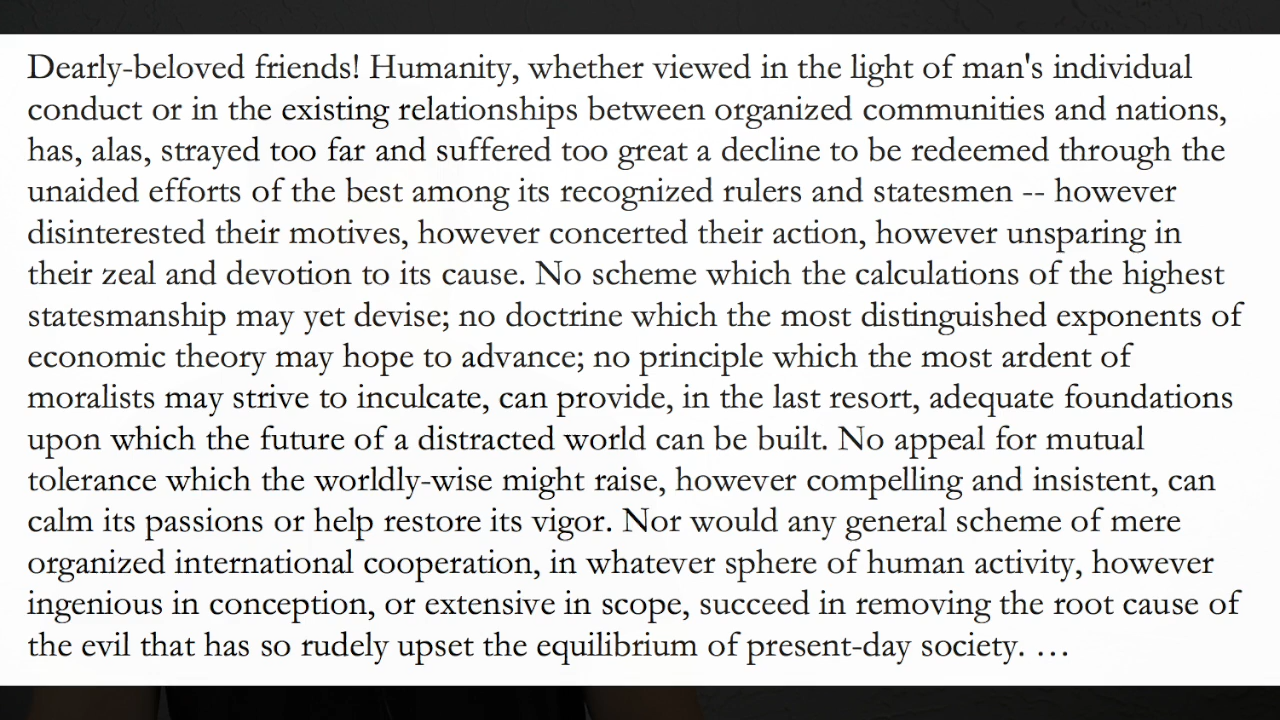 Dearly-beloved friends! Humanity, whether viewed in the light of man's individual
conduct or in the existing relationships between organized communities and nations,
has, alas, strayed too far and suffered too great a decline to be redeemed through the
unaided efforts of the best among its recognized rulers and statesmen -- however
disinterested their motives, however concerted their action, however unsparing in
their zeal and devotion to its cause. No scheme which the calculations of the highest
statesmanship may yet devise; no doctrine which the most distinguished exponents of
economic theory may hope to advance; no principle which the most ardent of
moralists may strive to inculcate, can provide, in the last resort, adequate foundations
upon which the future of a distracted world can be built. No appeal for mutual
tolerance which the worldly-wise might raise, however compelling and insistent, can
calm its passions or help restore its vigor. Nor would any general scheme of mere
organized international cooperation, in whatever sphere of human activity, however
ingenious in conception, or extensive in scope, succeed in removing the root cause of
the evil that has so rudely upset the equilibrium of present-day society. …